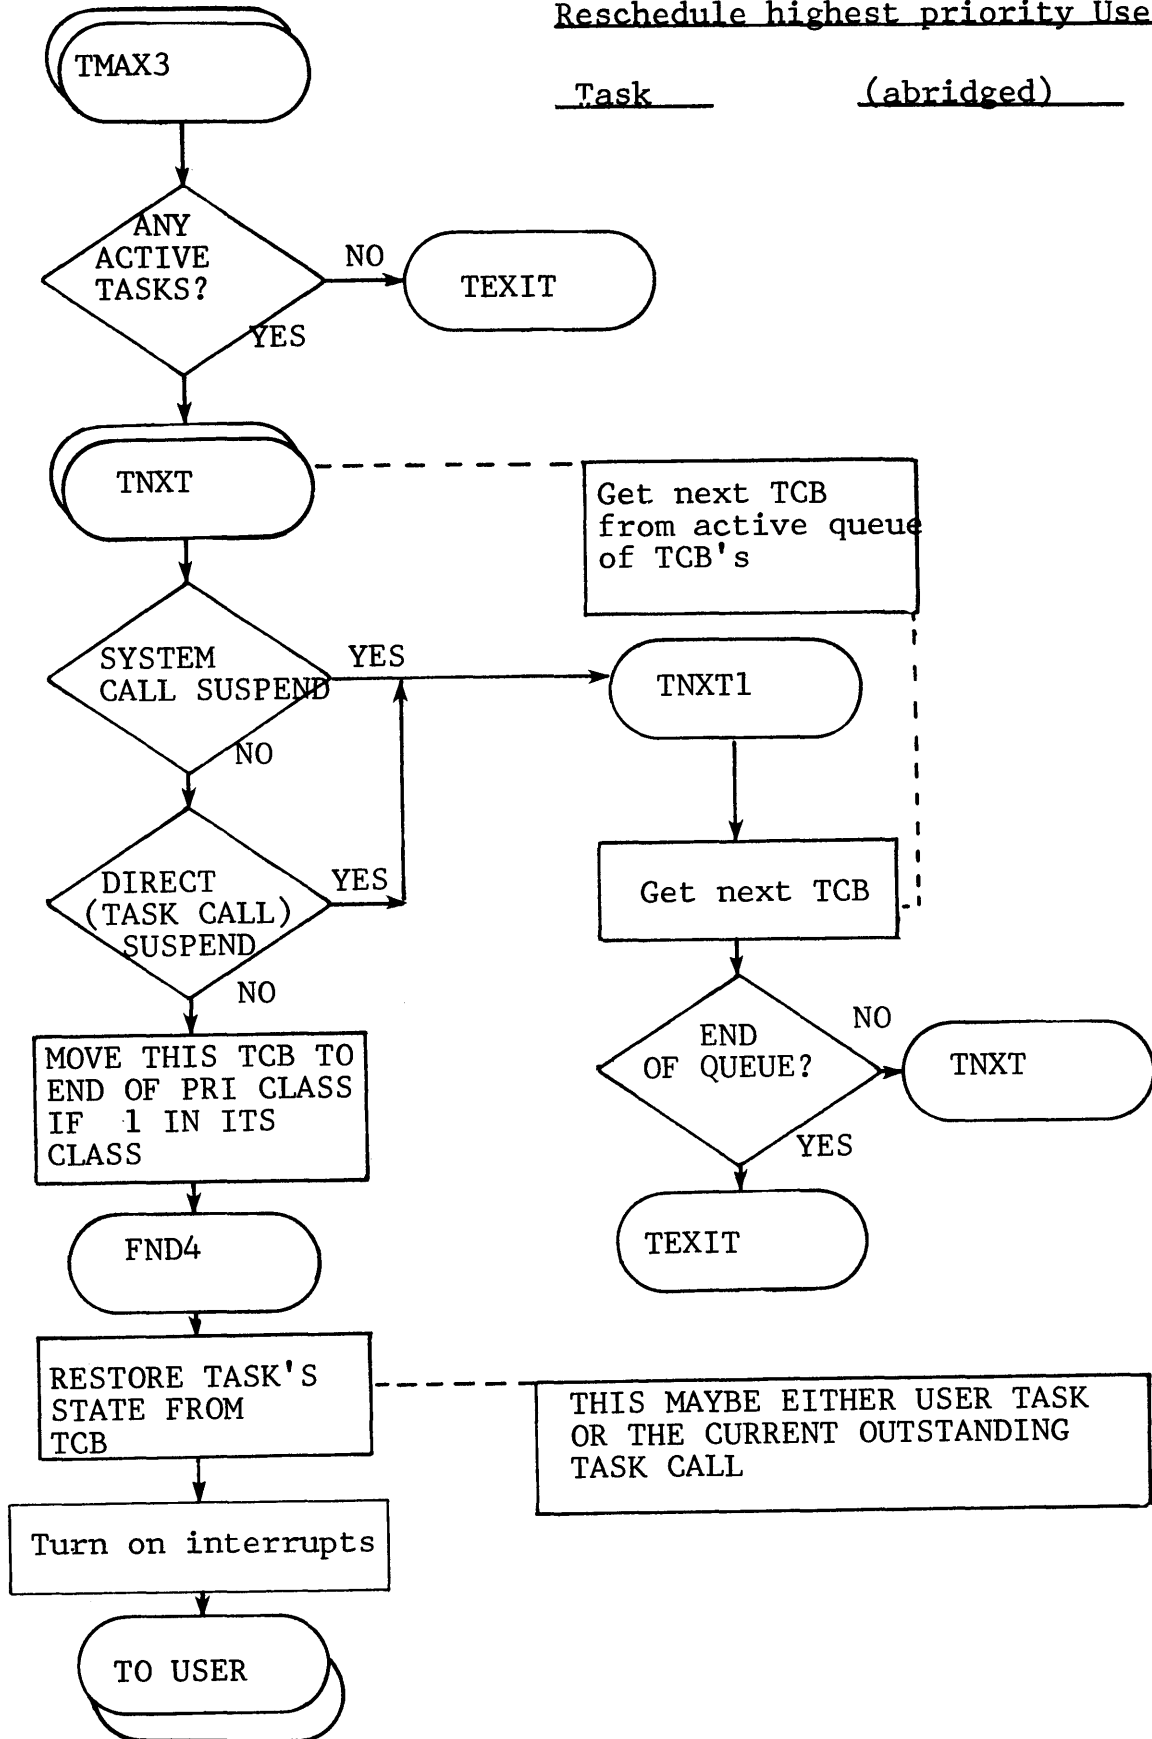 Reschedule highest priority Use
Task (abridged)
TMAX3
ANY
ACTIVE
TASKS?
NO
TEXIT
YES
TNXT
Get next TCB
from active queue
of TCB's
SYSTEM
CALL SUSPEND
YES
TNXT1
NO
DIRECT
(TASK CALL)
SUSPEND
YES
Get next TCB
NO
END
OF QUEUE?
NO
TNXT
YES
TEXIT
MOVE THIS TCB TO
END OF PRI CLASS
IF 1 IN ITS
CLASS
FND4
RESTORE TASK'S
STATE FROM
TCB
THIS MAYBE EITHER USER TASK
OR THE CURRENT OUTSTANDING
TASK CALL
Turn on interrupts
TO USER